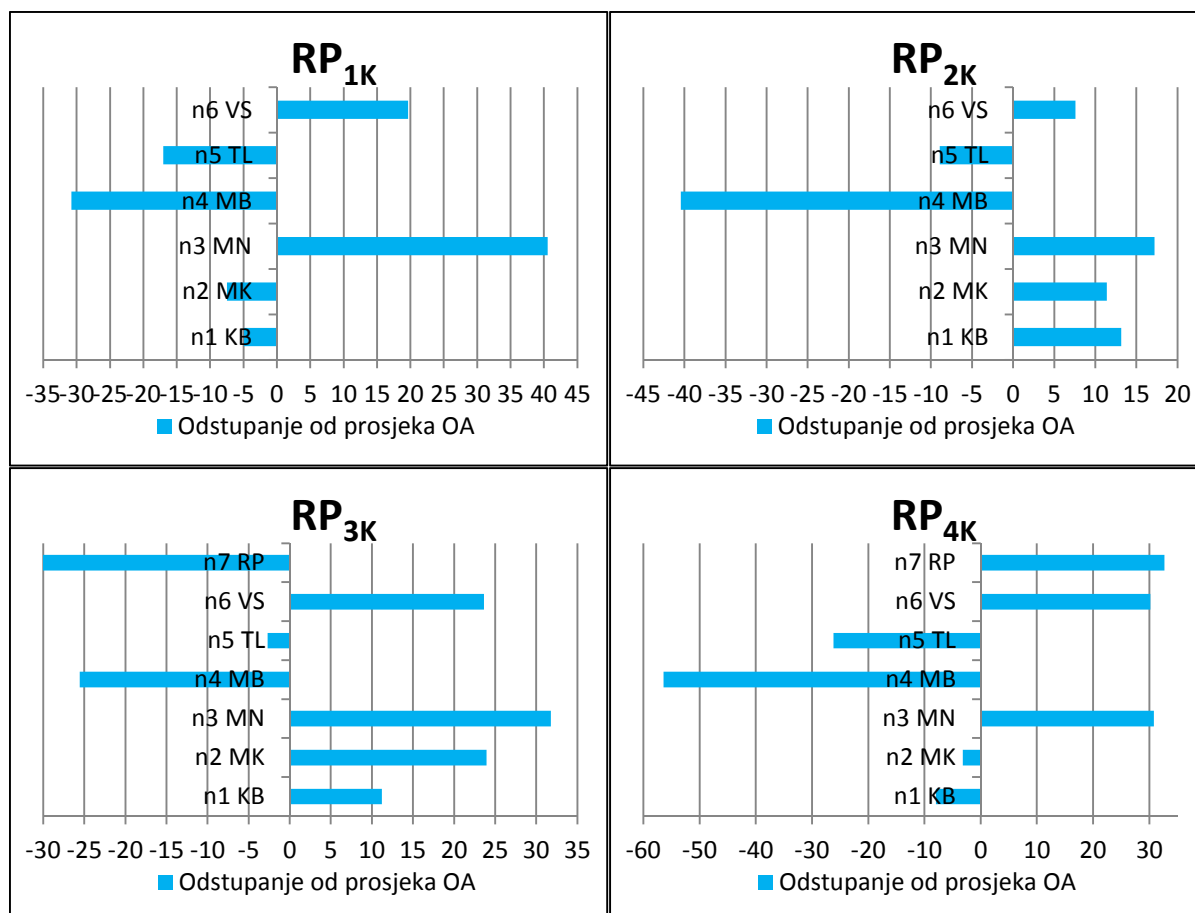 RP1K
n6 VS
n5 TL
n4 MB
n3 MN
n2 MK
n1 KB
-35 -30 -25 -20 -15 -10 -5 0 5 10 15 20 25 30 35 40 45
Odstupanje od prosjeka OA
RP2K
n6 VS
n5 TL
n4 MB
n3 MN
n2 MK
n1 KB
-45 -40 -35 -30 -25 -20 -15 -10 -5 0 5 10 15 20
Odstupanje od prosjeka OA
RP3K
n7 RP
n6 VS
n5 TL
n4 MB
n3 MN
n2 MK
n1 KB
-30 -25 -20 -15 -10 -5 0 5 10 15 20 25 30 35
Odstupanje od prosjeka OA
RP4K
n7 RP
n6 VS
n5 TL
n4 MB
n3 MN
n2 MK
n1 KB
-60 -50 -40 -30 -20 -10 0 10 20 30
Odstupanje od prosjeka OA